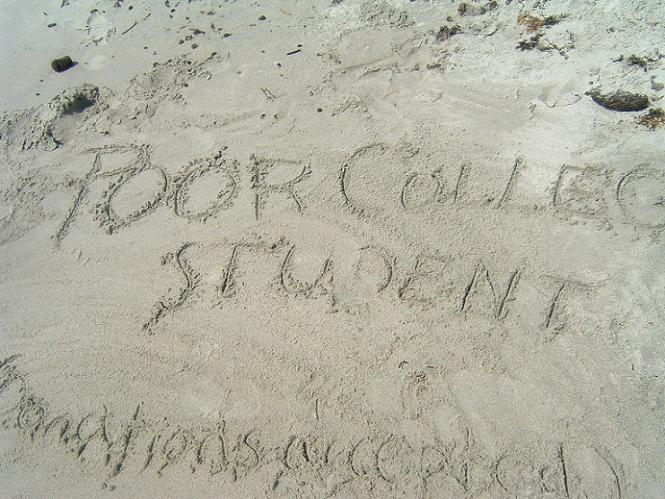 POOR COLLEG
STUDENT
Donations accepted)